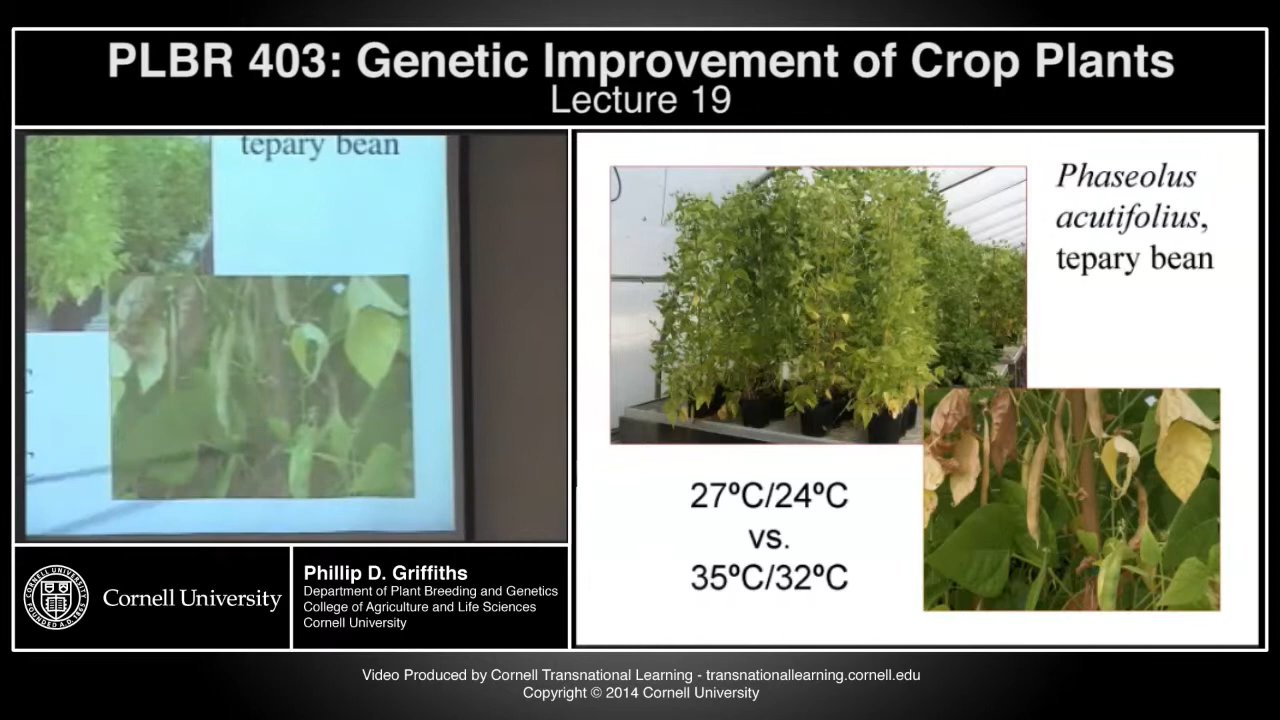 PLBR 403: Genetic Improvement of Crop Plants
Lecture 19
tepary bean
Phaseolus
acutifolius,
tepary bean
27ºC/24ºC
vs.
35ºC/32ºC
Cornell University
Phillip D. Griffiths
Department of Plant Breeding and Genetics
College of Agriculture and Life Sciences
Cornell University
Video Produced by Cornell Transnational Learning - transnationallearning.cornell.edu
Copyright © 2014 Cornell University